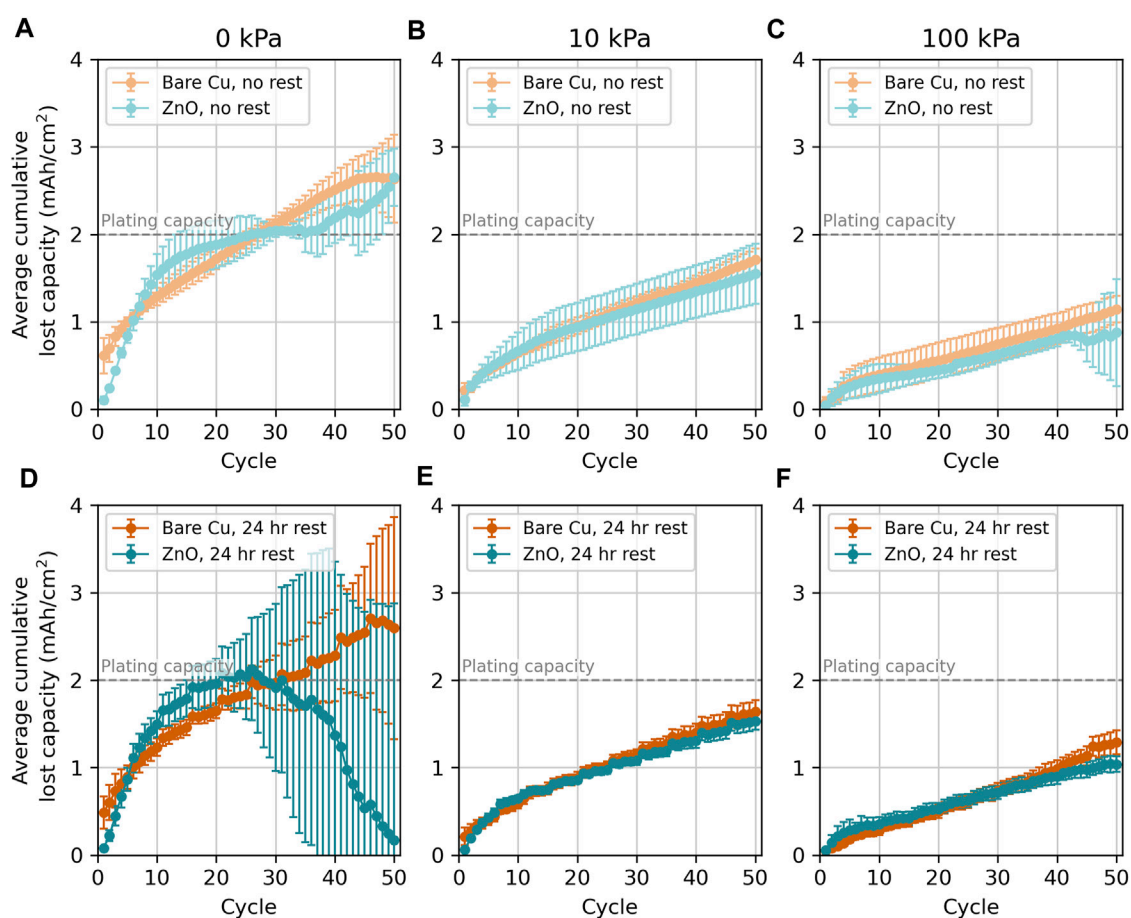 A
0 kPa
Average cumulative
lost capacity (mAh/cm²)
4
3
2
1
0
Bare Cu, no rest
ZnO, no rest
Plating capacity
0 10 20 30 40 50
Cycle
B
10 kPa
4
3
2
1
0
Bare Cu, no rest
ZnO, no rest
Plating capacity
0 10 20 30 40 50
Cycle
C
100 kPa
4
3
2
1
0
Bare Cu, no rest
ZnO, no rest
Plating capacity
0 10 20 30 40 50
Cycle
D
Average cumulative
lost capacity (mAh/cm²)
4
3
2
1
0
Bare Cu, 24 hr rest
ZnO, 24 hr rest
Plating capacity
0 10 20 30 40 50
Cycle
E
4
3
2
1
0
Bare Cu, 24 hr rest
ZnO, 24 hr rest
Plating capacity
0 10 20 30 40 50
Cycle
F
4
3
2
1
0
Bare Cu, 24 hr rest
ZnO, 24 hr rest
Plating capacity
0 10 20 30 40 50
Cycle